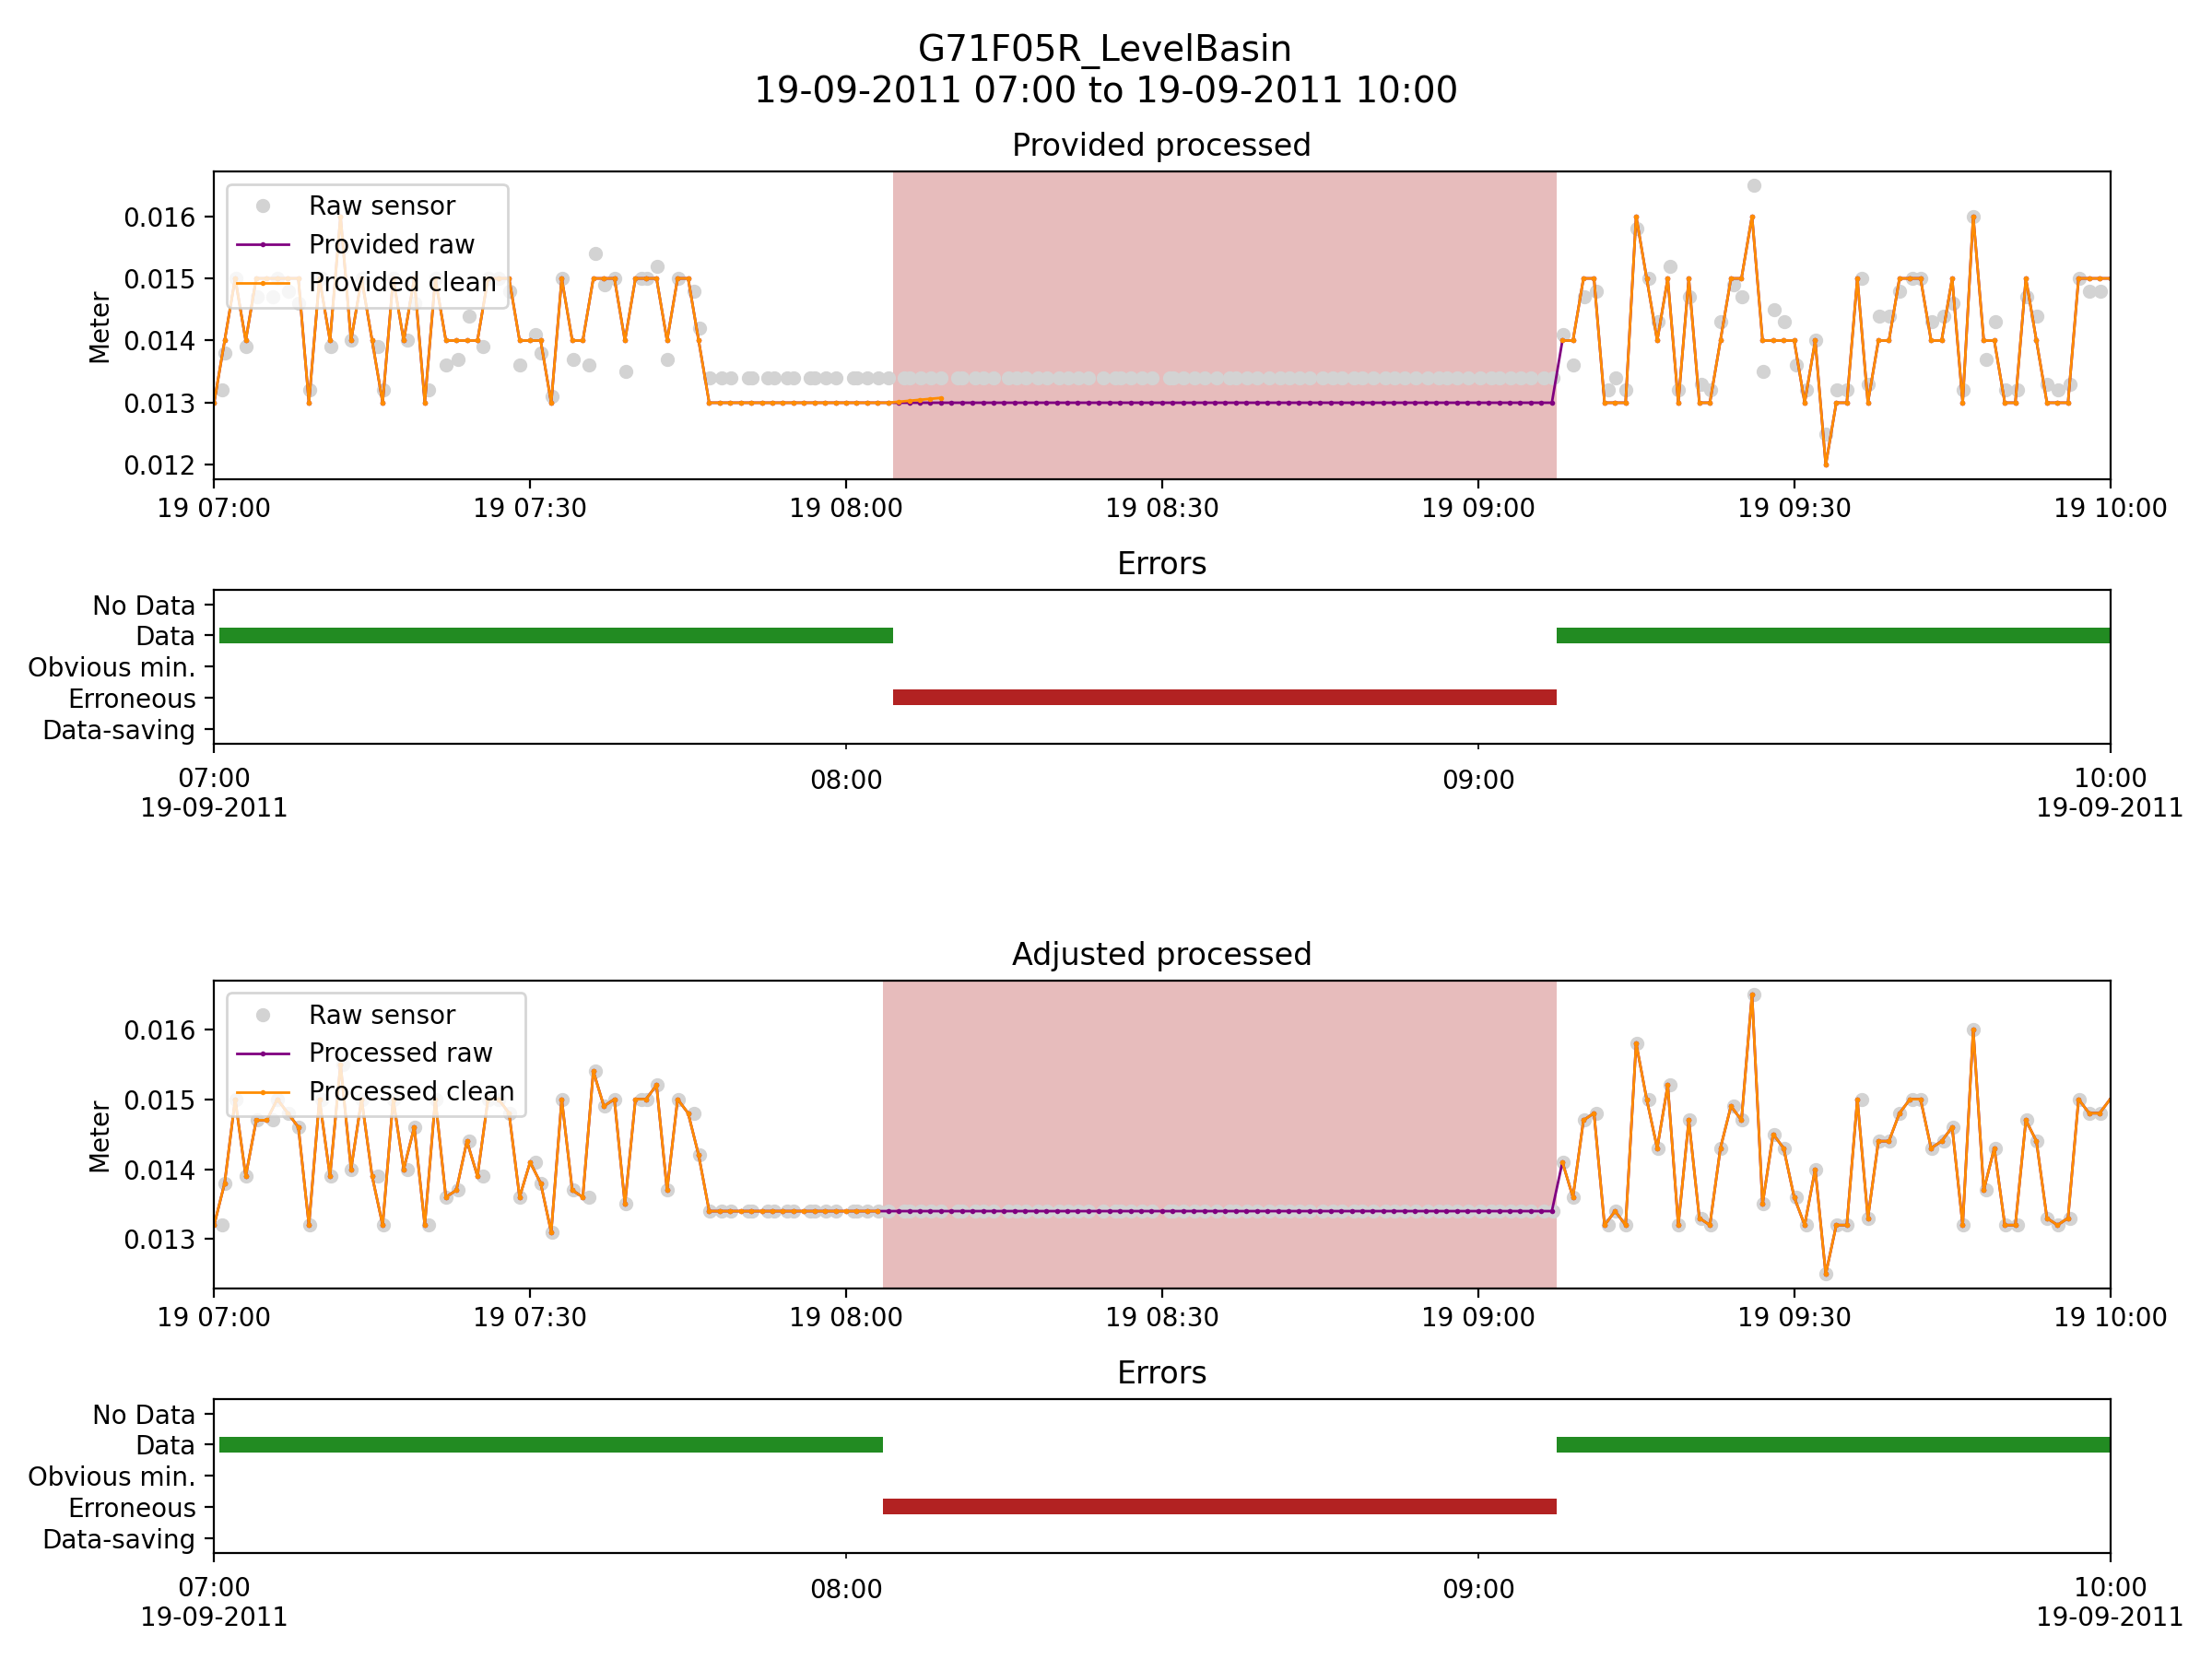 G71F05R_LevelBasin
19-09-2011 07:00 to 19-09-2011 10:00
Provided processed
Raw sensor
Provided raw
Provided clean
Meter
0.016
0.015
0.014
0.013
0.012
19 07:00
19 07:30
19 08:00
19 08:30
19 09:00
19 09:30
19 10:00
Errors
No Data
Data
Obvious min.
Erroneous
Data-saving
07:00
19-09-2011
08:00
09:00
10:00
19-09-2011
Adjusted processed
Raw sensor
Processed raw
Processed clean
Meter
0.016
0.015
0.014
0.013
19 07:00
19 07:30
19 08:00
19 08:30
19 09:00
19 09:30
19 10:00
Errors
No Data
Data
Obvious min.
Erroneous
Data-saving
07:00
19-09-2011
08:00
09:00
10:00
19-09-2011